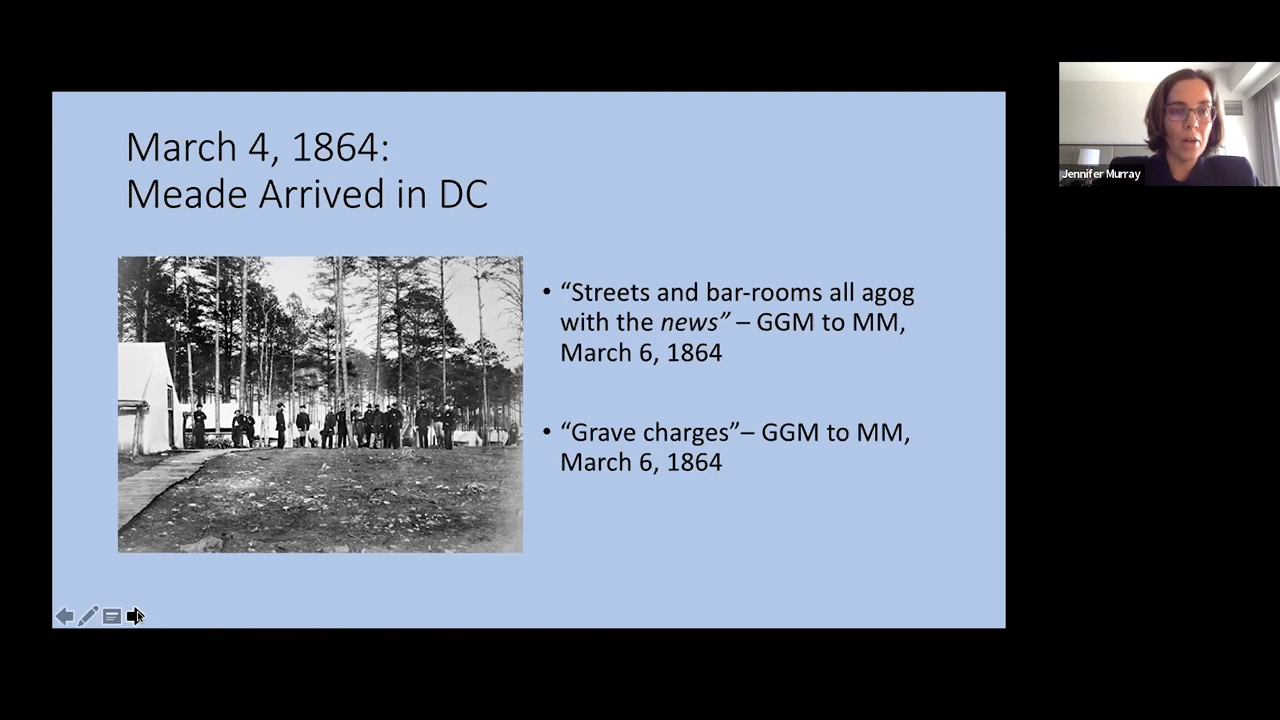 March 4, 1864:
Meade Arrived in DC
• “Streets and bar-rooms all agog
with the news” – GGM to MM,
March 6, 1864
• “Grave charges”– GGM to MM,
March 6, 1864
Jennifer Murray